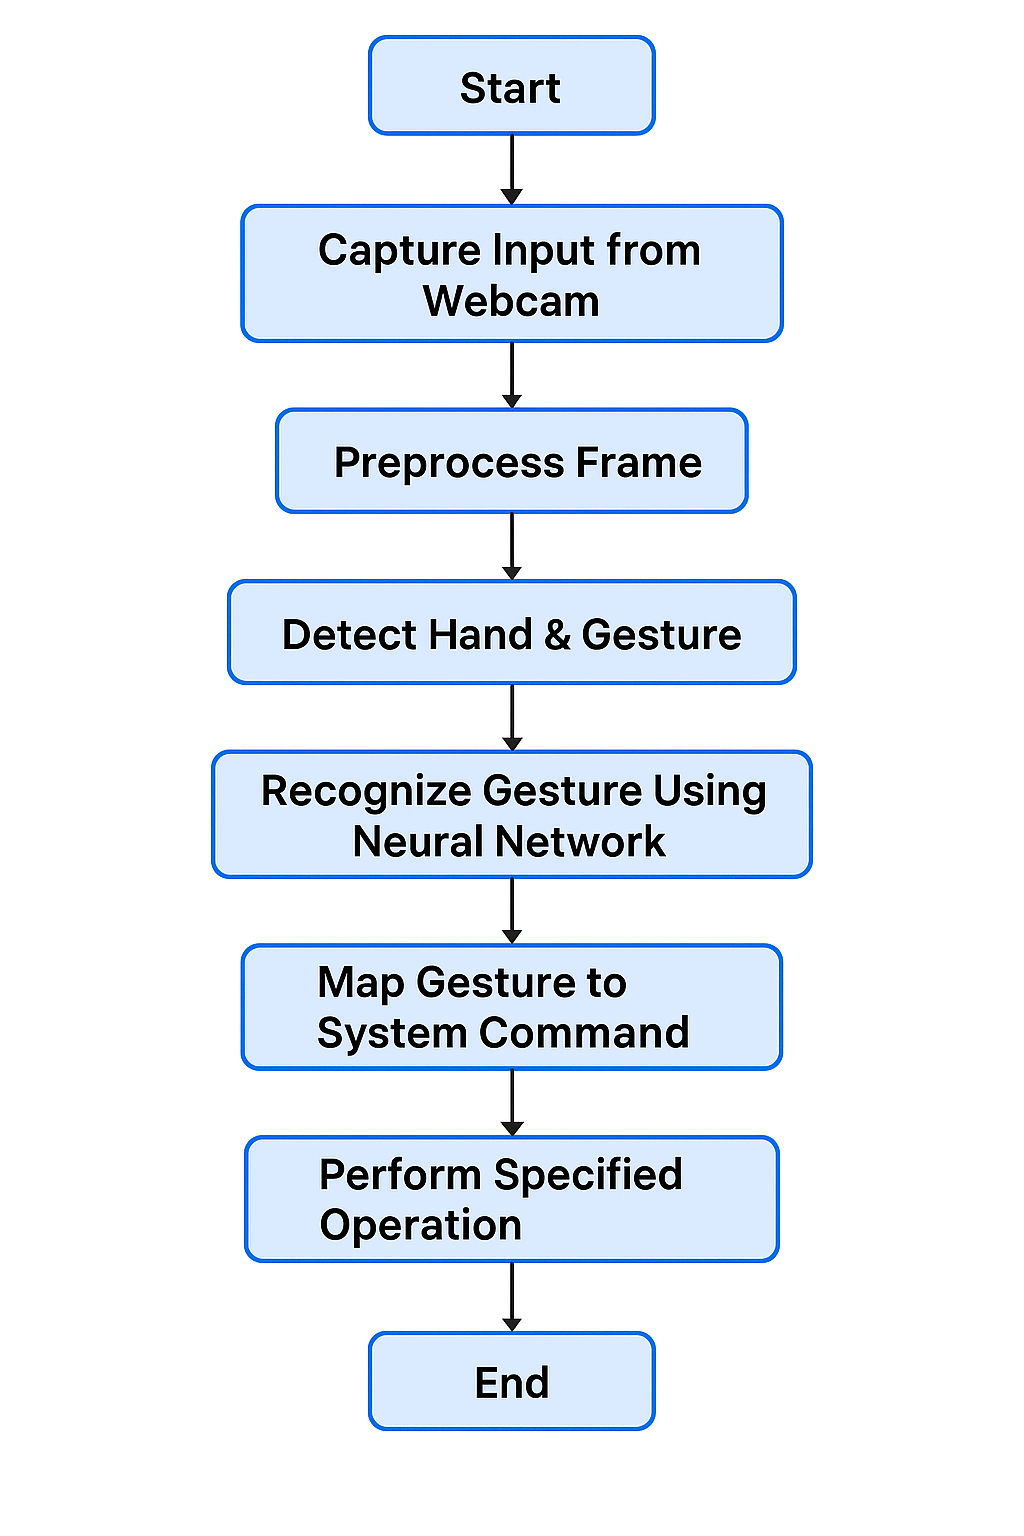 Start
Capture Input from
Webcam
Preprocess Frame
Detect Hand & Gesture
Recognize Gesture Using
Neural Network
Map Gesture to
System Command
Perform Specified
Operation
End